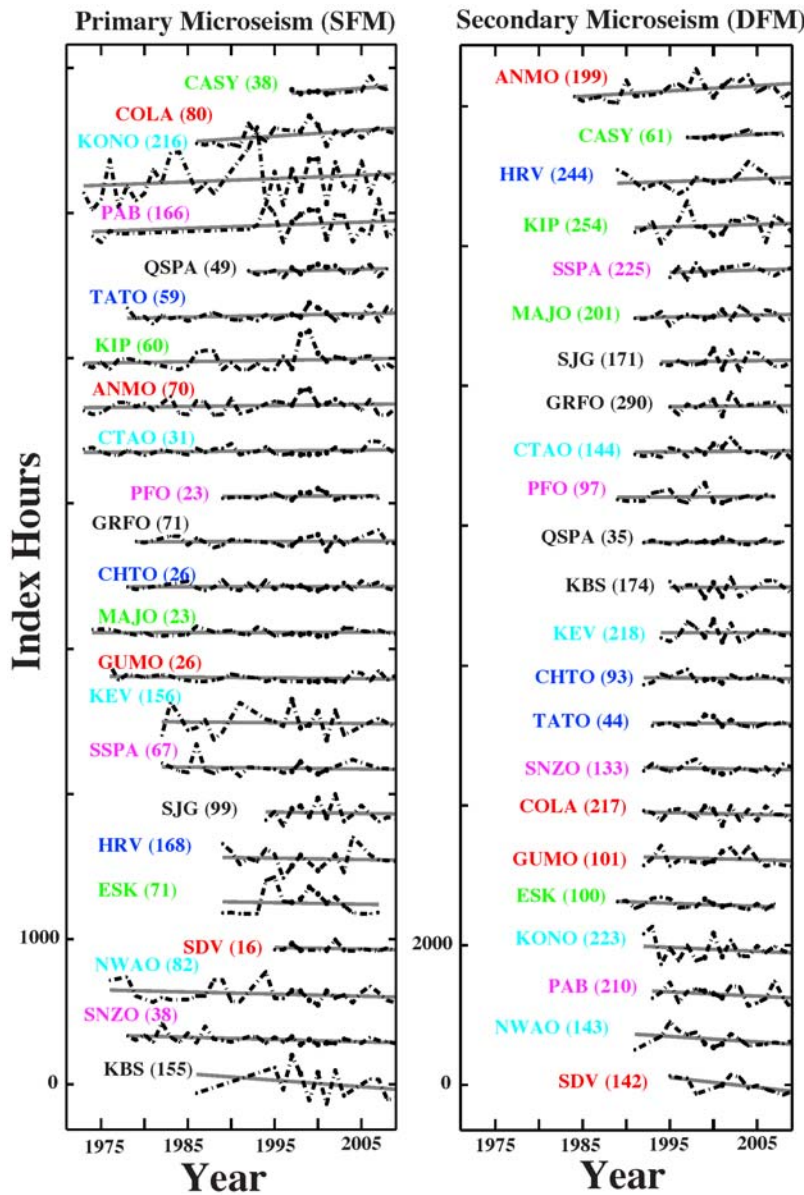 Primary Microseism (SFM)
CASY (38)
COLA (80)
KONO (216)
PAB (166)
QSPA (49)
TATO (59)
KIP (60)
ANMO (70)
CTAO (31)
PFO (23)
GRFO (71)
CHTO (26)
MAJO (23)
GUMO (26)
KEV (156)
SSPA (67)
SJG (99)
HRV (168)
ESK (71)
1000
SDV (16)
NWAO (82)
SNZO (38)
KBS (155)
0
Index Hours
1975 1985 1995 2005
Year
Secondary Microseism (DFM)
ANMO (199)
CASY (61)
HRV (244)
KIP (254)
SSPA (225)
MAJO (201)
SJG (171)
GRFO (290)
CTAO (144)
PFO (97)
QSPA (35)
KBS (174)
KEV (218)
CHTO (93)
TATO (44)
SNZO (133)
COLA (217)
GUMO (101)
ESK (100)
2000
KONO (223)
PAB (210)
NWAO (143)
SDV (142)
0
1975 1985 1995 2005
Year